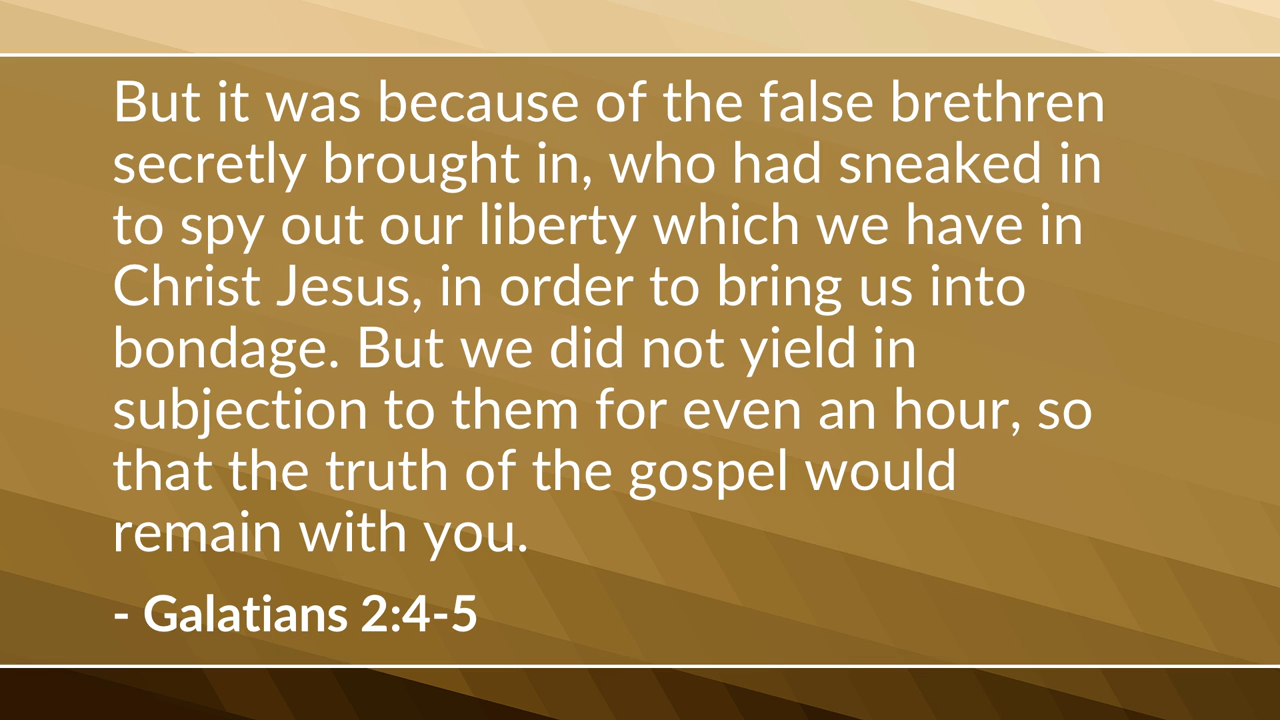 But it was because of the false brethren
secretly brought in, who had sneaked in
to spy out our liberty which we have in
Christ Jesus, in order to bring us into
bondage. But we did not yield in
subjection to them for even an hour, so
that the truth of the gospel would
remain with you.
- Galatians 2:4-5